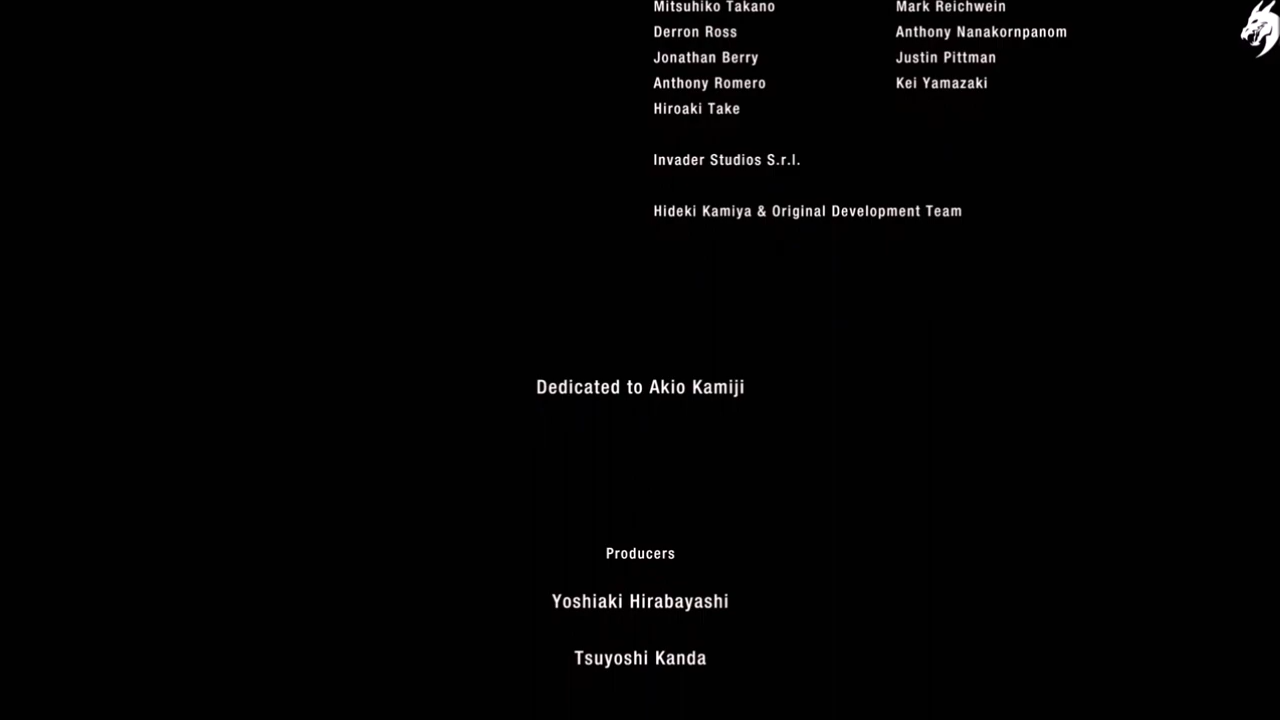 Mitsuhiko Takano Mark Reichwein
Derron Ross Anthony Nanakornpanom
Jonathan Berry Justin Pittman
Anthony Romero Kei Yamazaki
Hiroaki Take
Invader Studios S.r.l.
Hideki Kamiya & Original Development Team
Dedicated to Akio Kamiji
Producers
Yoshiaki Hirabayashi
Tsuyoshi Kanda